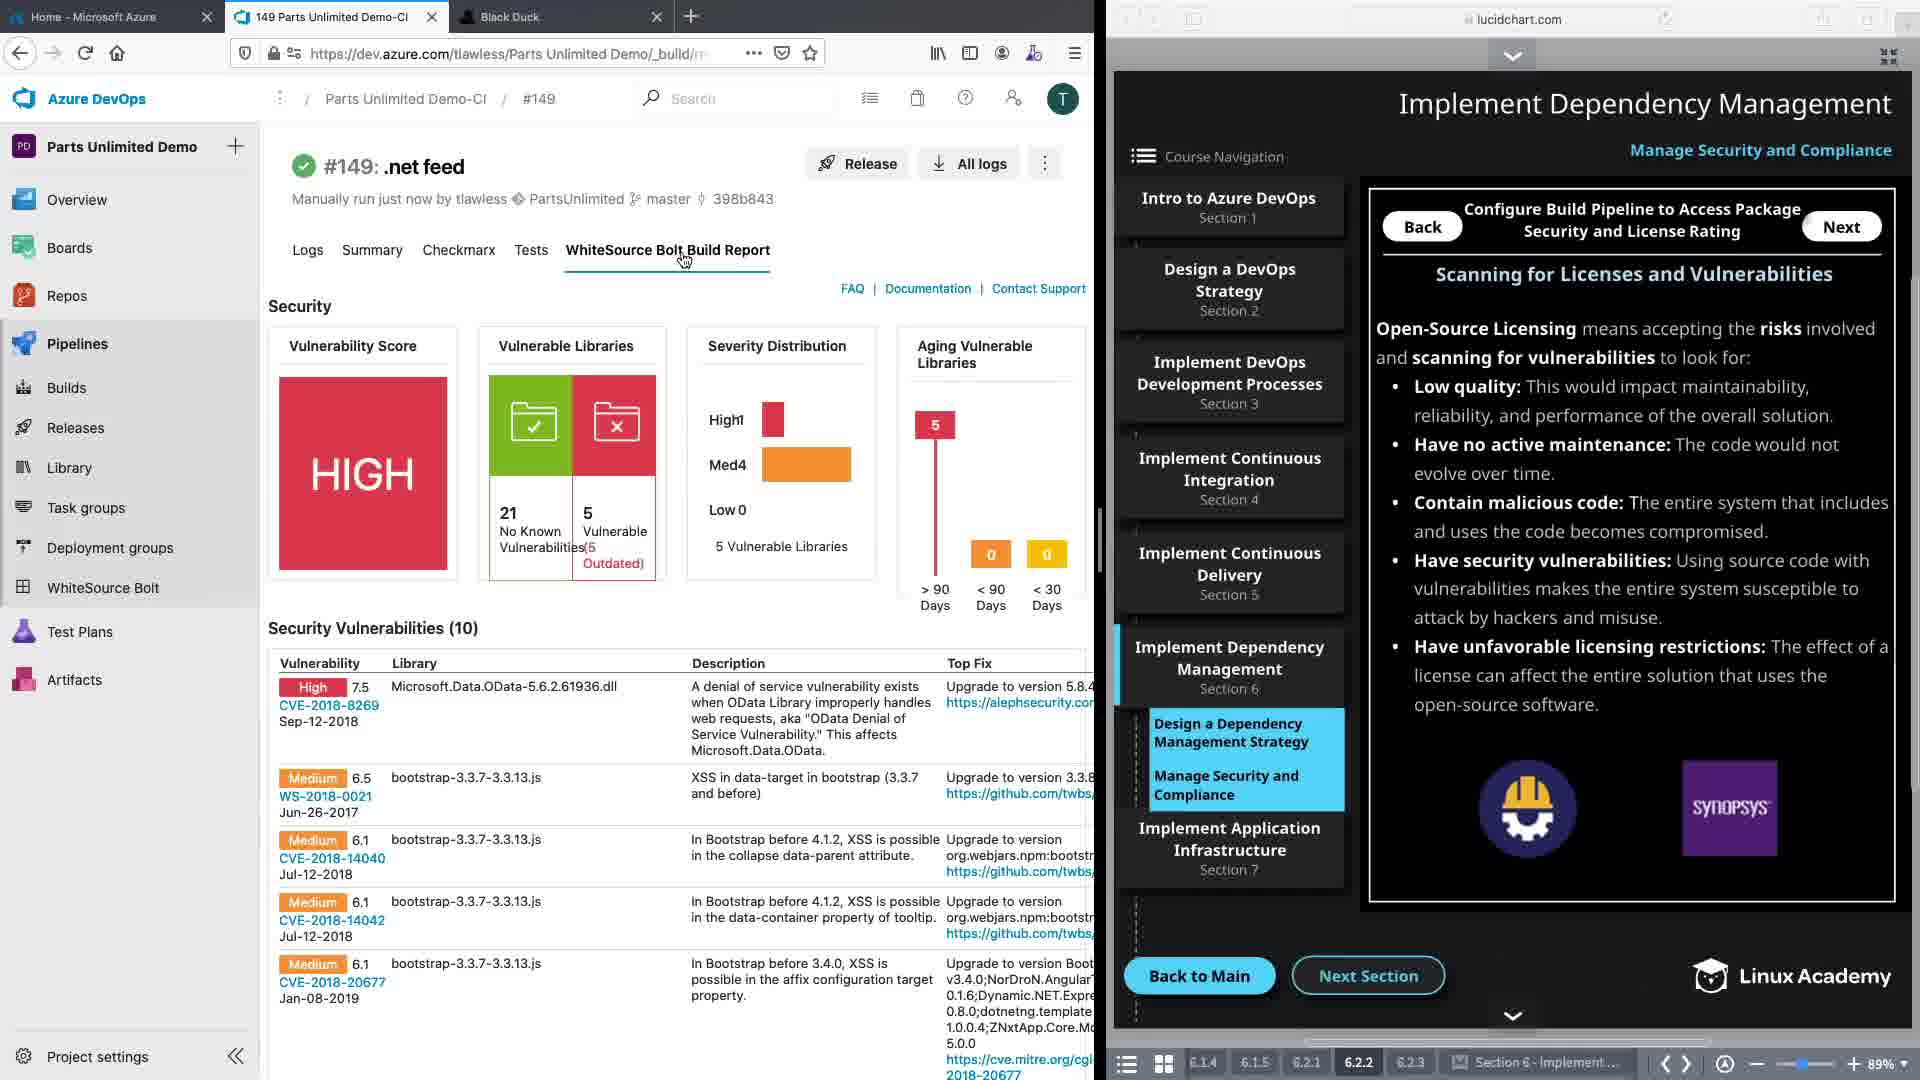 Home - Microsoft Azure
149 Parts Unlimited Demo-CI
Black Duck
https://dev.azure.com/tlawless/Parts Unlimited Demo/_build/
Azure DevOps
/ Parts Unlimited Demo-CI / #149
Search
T
PD Parts Unlimited Demo
Overview
Boards
Repos
Pipelines
Builds
Releases
Library
Task groups
Deployment groups
WhiteSource Bolt
Test Plans
Artifacts
Project settings
#149: .net feed
Release
All logs
Manually run just now by tlawless PartsUnlimited master 398b843
Logs Summary Checkmarx Tests WhiteSource Bolt Build Report
FAQ | Documentation | Contact Support
Security
Vulnerability Score
HIGH
Vulnerable Libraries
21
No Known
Vulnerabilities
5
Vulnerable
(5
Outdated)
Severity Distribution
High1
Med4
Low 0
5 Vulnerable Libraries
Aging Vulnerable
Libraries
5
0
0
> 90
Days
< 90
Days
< 30
Days
Security Vulnerabilities (10)
Vulnerability Library Description Top Fix
High 7.5
CVE-2018-8269
Sep-12-2018
Microsoft.Data.OData-5.6.2.61936.dll
A denial of service vulnerability exists
when OData Library improperly handles
web requests, aka "OData Denial of
Service Vulnerability." This affects
Microsoft.Data.OData.
Upgrade to version 5.8.4
https://alephsecurity.cor
Medium 6.5
WS-2018-0021
Jun-26-2017
bootstrap-3.3.7-3.3.13.js
XSS in data-target in bootstrap (3.3.7
and before)
Upgrade to version 3.3.8
https://github.com/twbs/
Medium 6.1
CVE-2018-14040
Jul-12-2018
bootstrap-3.3.7-3.3.13.js
In Bootstrap before 4.1.2, XSS is possible
in the collapse data-parent attribute.
Upgrade to version
org.webjars.npm:bootstr
https://github.com/twbs/
Medium 6.1
CVE-2018-14042
Jul-12-2018
bootstrap-3.3.7-3.3.13.js
In Bootstrap before 4.1.2, XSS is possible
in the data-container property of tooltip.
Upgrade to version
org.webjars.npm:bootstr
https://github.com/twbs/
Medium 6.1
CVE-2018-20677
Jan-08-2019
bootstrap-3.3.7-3.3.13.js
In Bootstrap before 3.4.0, XSS is
possible in the affix configuration target
property.
Upgrade to version Boot
v3.4.0;NorDroN.Angular
0.1.6;Dynamic.NET.Expre
0.8.0;dotnetng.template
1.0.0.4;ZNxtApp.Core.Mo
5.0.0
https://cve.mitre.org/cgi
2018-20677
lucidchart.com
Implement Dependency Management
Manage Security and Compliance
Course Navigation
Intro to Azure DevOps
Section 1
Design a DevOps
Strategy
Section 2
Implement DevOps
Development Processes
Section 3
Implement Continuous
Integration
Section 4
Implement Continuous
Delivery
Section 5
Implement Dependency
Management
Section 6
Design a Dependency
Management Strategy
Manage Security and
Compliance
Implement Application
Infrastructure
Section 7
Back to Main
Next Section
Back
Configure Build Pipeline to Access Package
Security and License Rating
Next
Scanning for Licenses and Vulnerabilities
Open-Source Licensing means accepting the risks involved
and scanning for vulnerabilities to look for:
• Low quality: This would impact maintainability,
reliability, and performance of the overall solution.
• Have no active maintenance: The code would not
evolve over time.
• Contain malicious code: The entire system that includes
and uses the code becomes compromised.
• Have security vulnerabilities: Using source code with
vulnerabilities makes the entire system susceptible to
attack by hackers and misuse.
• Have unfavorable licensing restrictions: The effect of a
license can affect the entire solution that uses the
open-source software.
SYNOPSYS
Linux Academy
6.1.4 6.1.5 6.2.1 6.2.2 6.2.3 Section 6 - Implement ... 89%